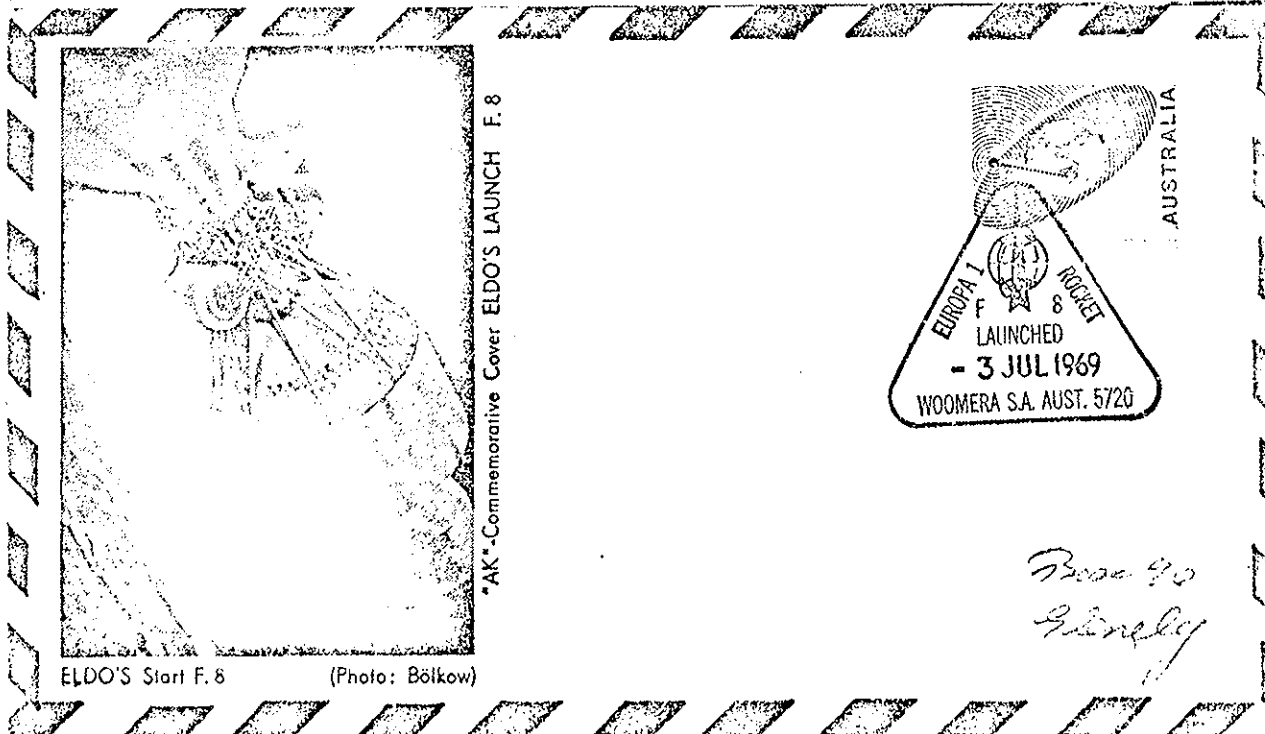 "AK"-Commemorative Cover ELDO'S LAUNCH F. 8
ELDO'S Start F. 8 (Photo: Bölkow)
AUSTRALIA
EUROPA 1 ROCKET
F 8
LAUNCHED
- 3 JUL 1969
WOOMERA S.A. AUST. 5720